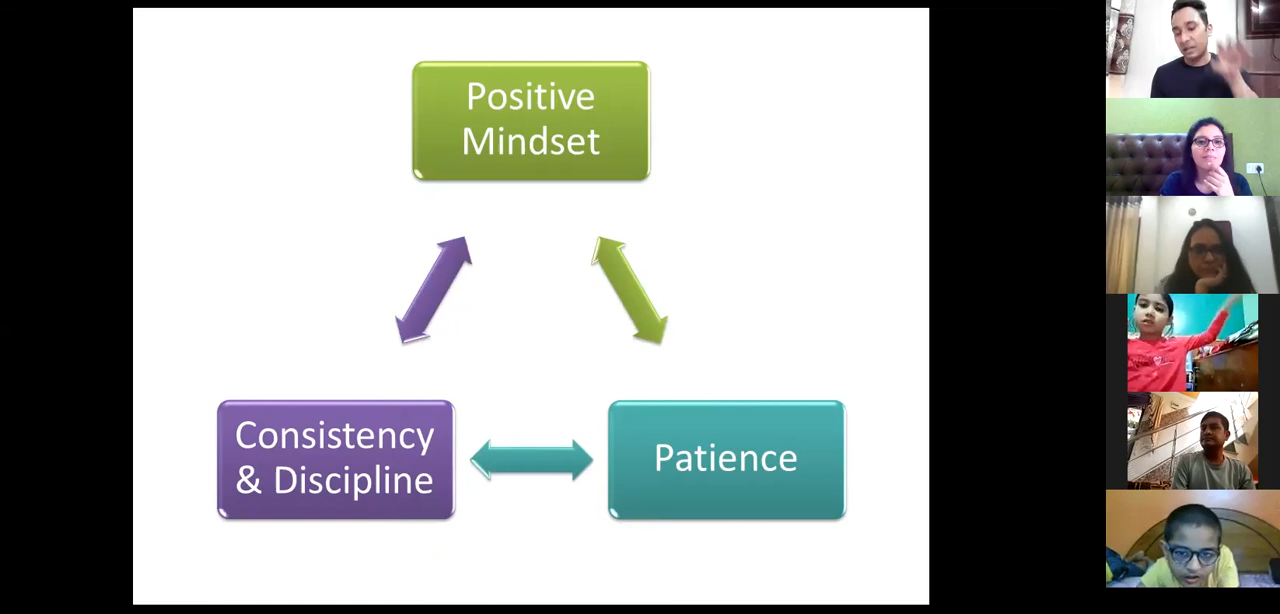 Positive
Mindset
Consistency
& Discipline
Patience